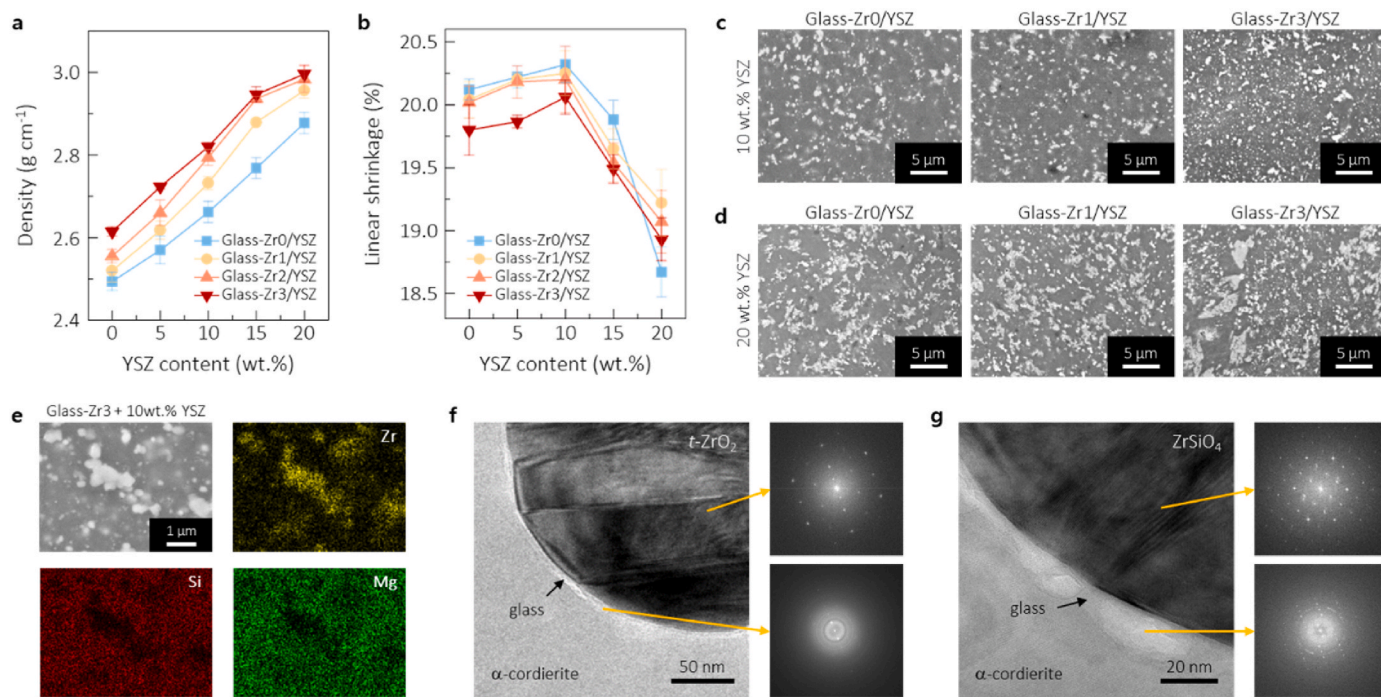 a
3.0
2.8
2.6
2.4
Density (g cm⁻¹)
0 5 10 15 20
YSZ content (wt.%)
Glass-Zr0/YSZ
Glass-Zr1/YSZ
Glass-Zr2/YSZ
Glass-Zr3/YSZ
b
20.5
20.0
19.5
19.0
18.5
Linear shrinkage (%)
0 5 10 15 20
YSZ content (wt.%)
Glass-Zr0/YSZ
Glass-Zr1/YSZ
Glass-Zr2/YSZ
Glass-Zr3/YSZ
c
Glass-Zr0/YSZ Glass-Zr1/YSZ Glass-Zr3/YSZ
10 wt.% YSZ
5 μm 5 μm 5 μm
d
Glass-Zr0/YSZ Glass-Zr1/YSZ Glass-Zr3/YSZ
20 wt.% YSZ
5 μm 5 μm 5 μm
e
Glass-Zr3 + 10wt.% YSZ
1 μm
Zr
Si
Mg
f
t-ZrO₂
glass
α-cordierite
50 nm
g
ZrSiO₄
glass
α-cordierite
20 nm